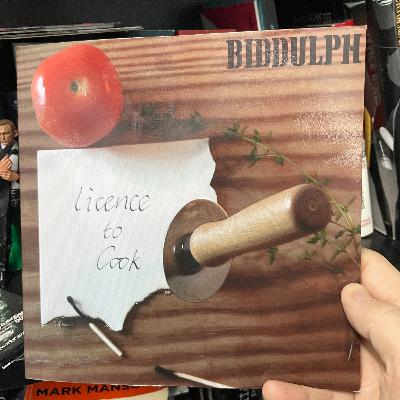 BIDDULPH
licence
to
Cook
MARK MANS